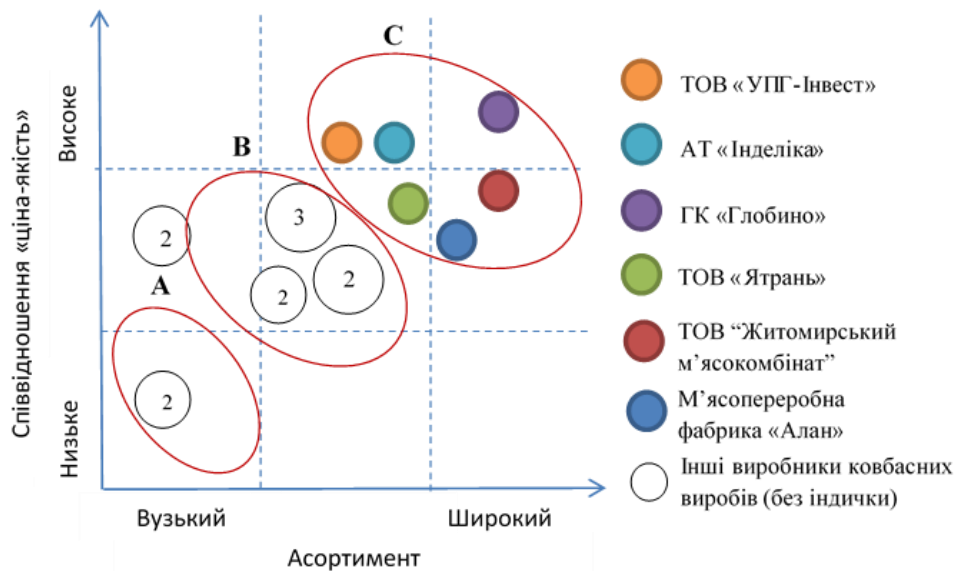 C
B
A
3
2
2
2
2
Співвідношення «ціна-якість»
Високе
Низьке
Вузький
Широкий
Асортимент
ТОВ «УПГ-Інвест»
АТ «Інделіка»
ГК «Глобино»
ТОВ «Ятрань»
ТОВ “Житомирський
м’ясокомбінат”
М’ясопереробна
фабрика «Алан»
Інші виробники ковбасних
виробів (без індички)